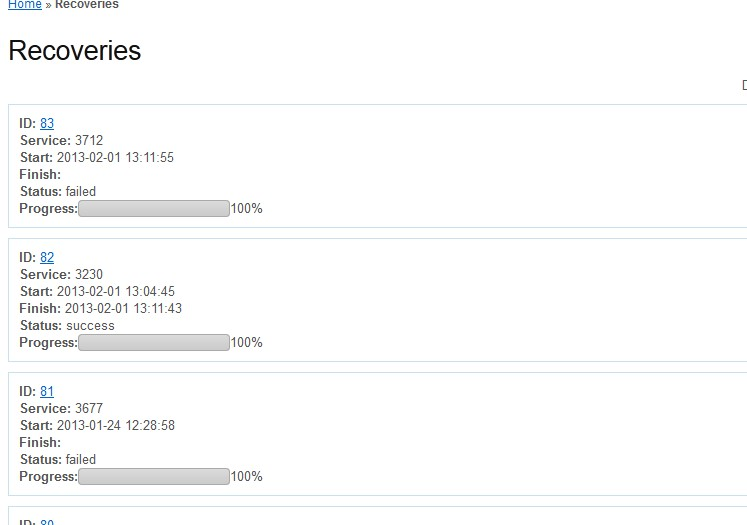 Home » Recoveries
Recoveries
D
ID: 83
Service: 3712
Start: 2013-02-01 13:11:55
Finish:
Status: failed
Progress: 100%
ID: 82
Service: 3230
Start: 2013-02-01 13:04:45
Finish: 2013-02-01 13:11:43
Status: success
Progress: 100%
ID: 81
Service: 3677
Start: 2013-01-24 12:28:58
Finish:
Status: failed
Progress: 100%
ID: 80